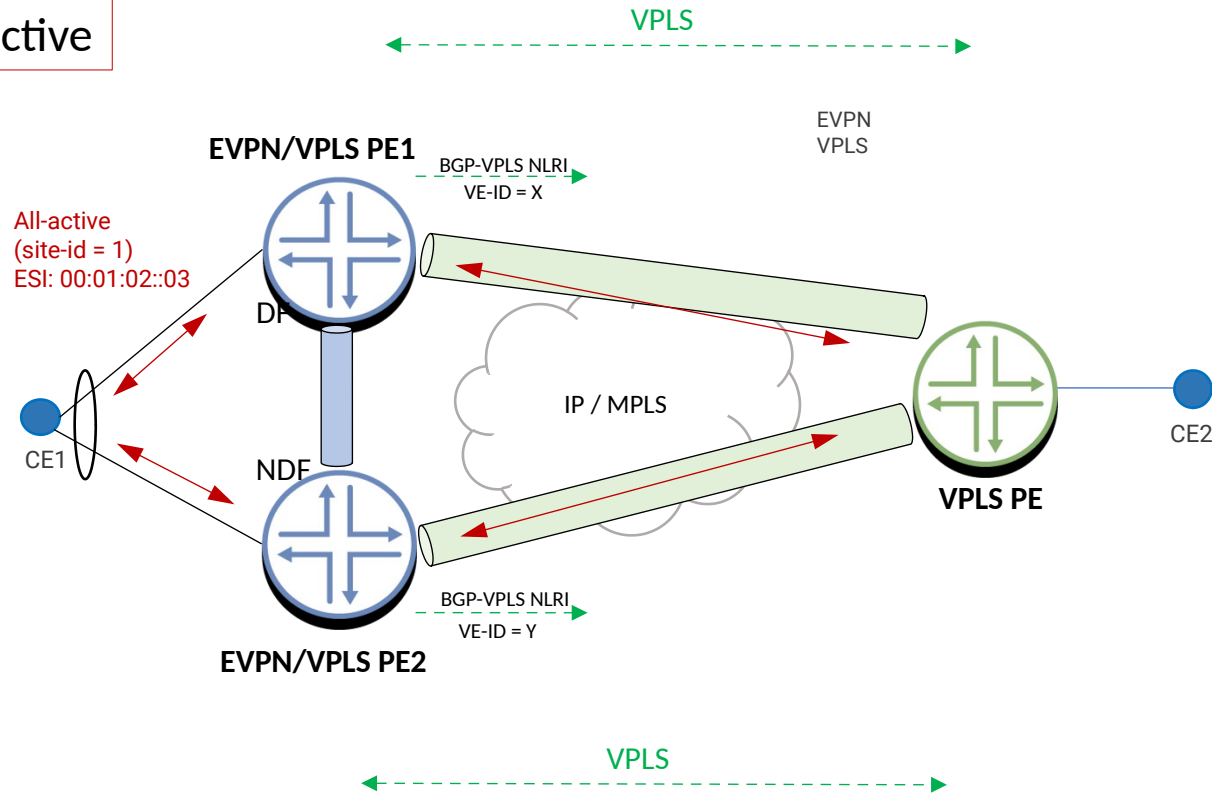 ctive
VPLS
EVPN
VPLS
EVPN/VPLS PE1
BGP-VPLS NLRI
VE-ID = X
All-active
(site-id = 1)
ESI: 00:01:02::03
DF
IP / MPLS
CE1
NDF
CE2
VPLS PE
BGP-VPLS NLRI
VE-ID = Y
EVPN/VPLS PE2
VPLS